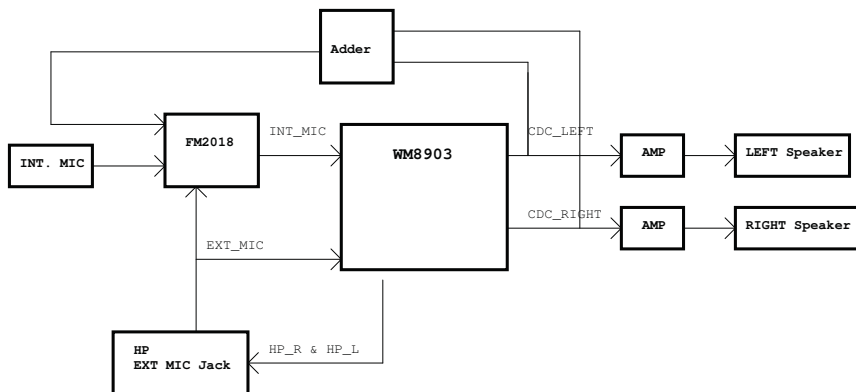 Adder
FM2018
INT_MIC
CDC_LEFT
INT. MIC
WM8903
AMP
LEFT Speaker
CDC_RIGHT
AMP
RIGHT Speaker
EXT_MIC
HP
EXT MIC Jack
HP_R & HP_L